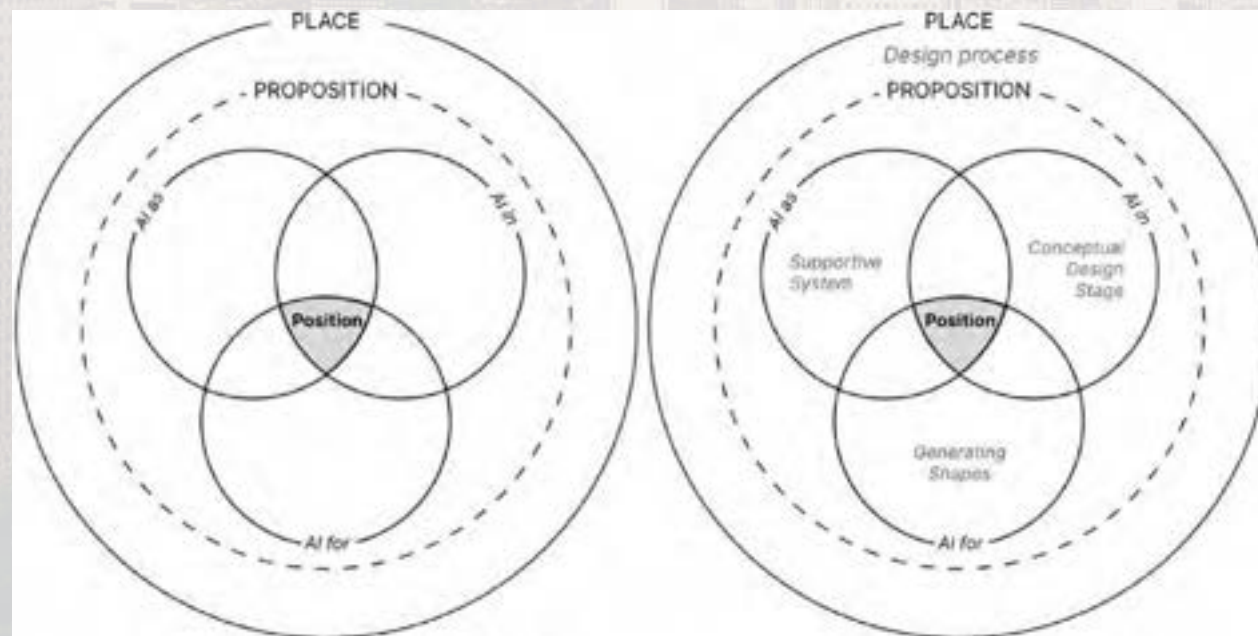 PLACE
PROPOSITION
AI as
AI in
Position
AI for
PLACE
Design process
PROPOSITION
AI as
AI in
Supportive
System
Conceptual
Design
Stage
Position
Generating
Shapes
AI for